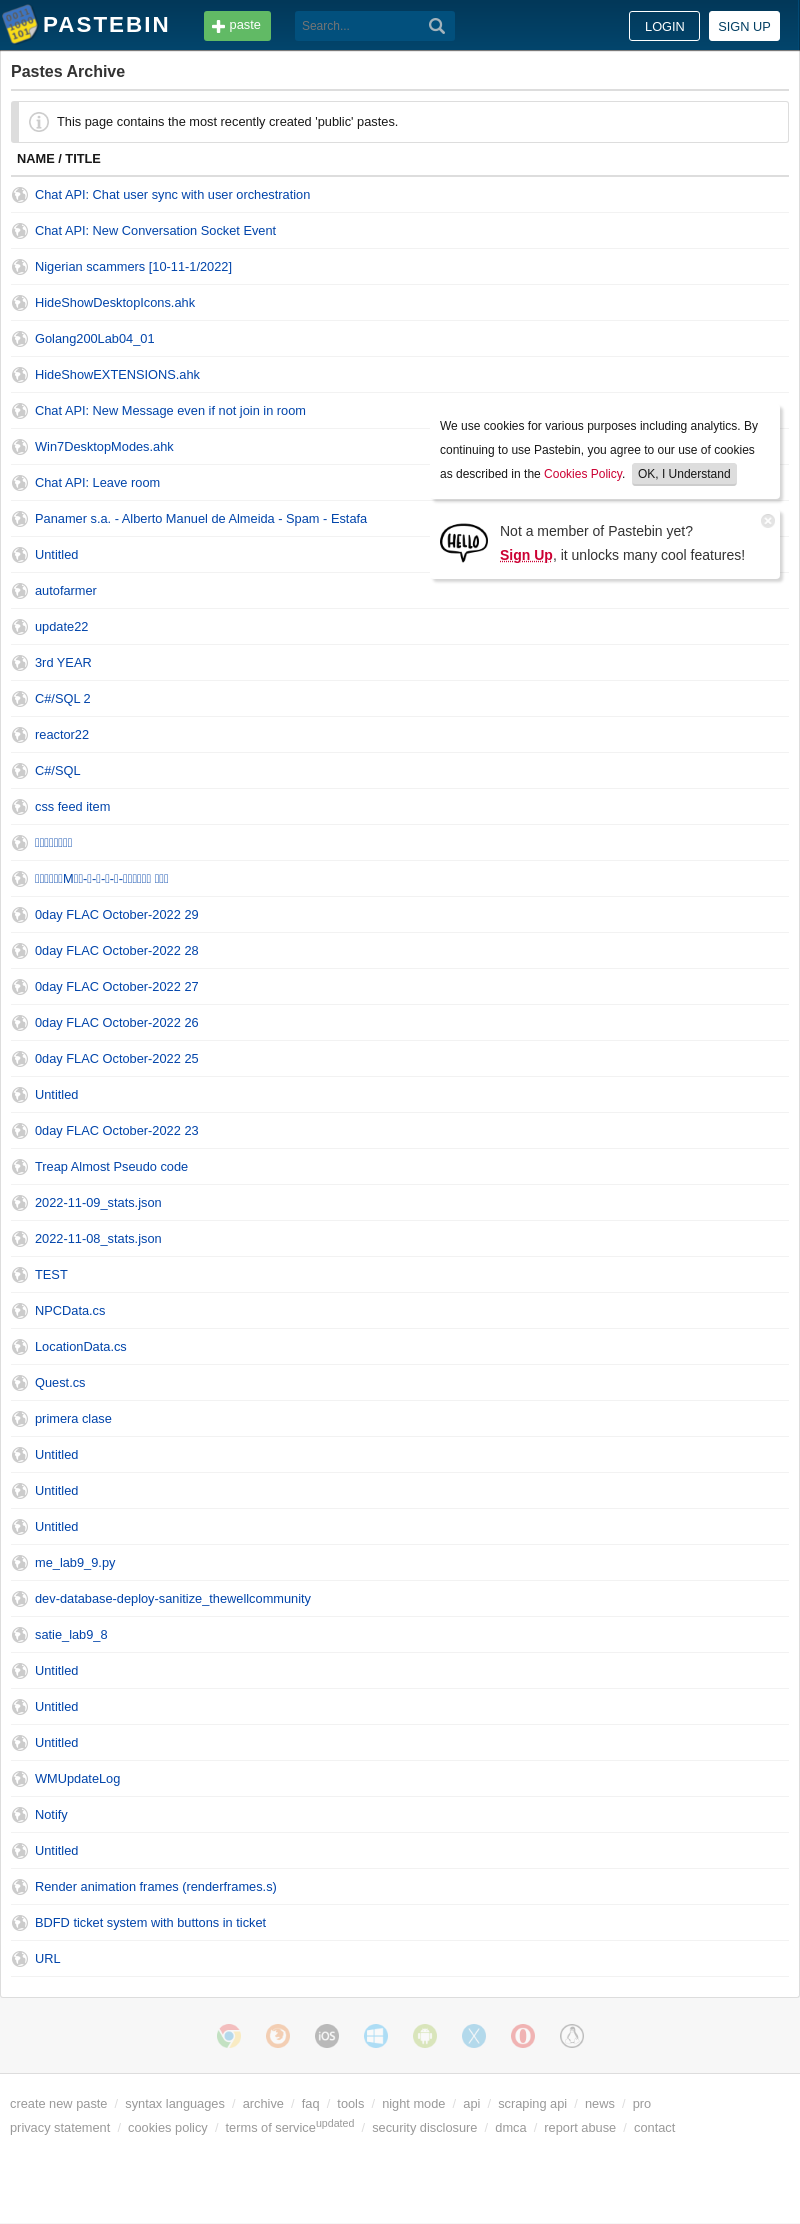 PASTEBIN
paste
Search...
LOGIN
SIGN UP
Pastes Archive
This page contains the most recently created 'public' pastes.
NAME / TITLE
Chat API: Chat user sync with user orchestration
Chat API: New Conversation Socket Event
Nigerian scammers [10-11-1/2022]
HideShowDesktopIcons.ahk
Golang200Lab04_01
HideShowEXTENSIONS.ahk
Chat API: New Message even if not join in room
Win7DesktopModes.ahk
Chat API: Leave room
Panamer s.a. - Alberto Manuel de Almeida - Spam - Estafa
We use cookies for various purposes including analytics. By
continuing to use Pastebin, you agree to our use of cookies
as described in the Cookies Policy. OK, I Understand
HELLO
Not a member of Pastebin yet?
Sign Up, it unlocks many cool features!
Untitled
autofarmer
update22
3rd YEAR
C#/SQL 2
reactor22
C#/SQL
css feed item
0day FLAC October-2022 29
0day FLAC October-2022 28
0day FLAC October-2022 27
0day FLAC October-2022 26
0day FLAC October-2022 25
Untitled
0day FLAC October-2022 23
Treap Almost Pseudo code
2022-11-09_stats.json
2022-11-08_stats.json
TEST
NPCData.cs
LocationData.cs
Quest.cs
primera clase
Untitled
Untitled
Untitled
me_lab9_9.py
dev-database-deploy-sanitize_thewellcommunity
satie_lab9_8
Untitled
Untitled
Untitled
WMUpdateLog
Notify
Untitled
Render animation frames (renderframes.s)
BDFD ticket system with buttons in ticket
URL
iOS
create new paste / syntax languages / archive / faq / tools / night mode / api / scraping api / news / pro
privacy statement / cookies policy / terms of service updated / security disclosure / dmca / report abuse / contact